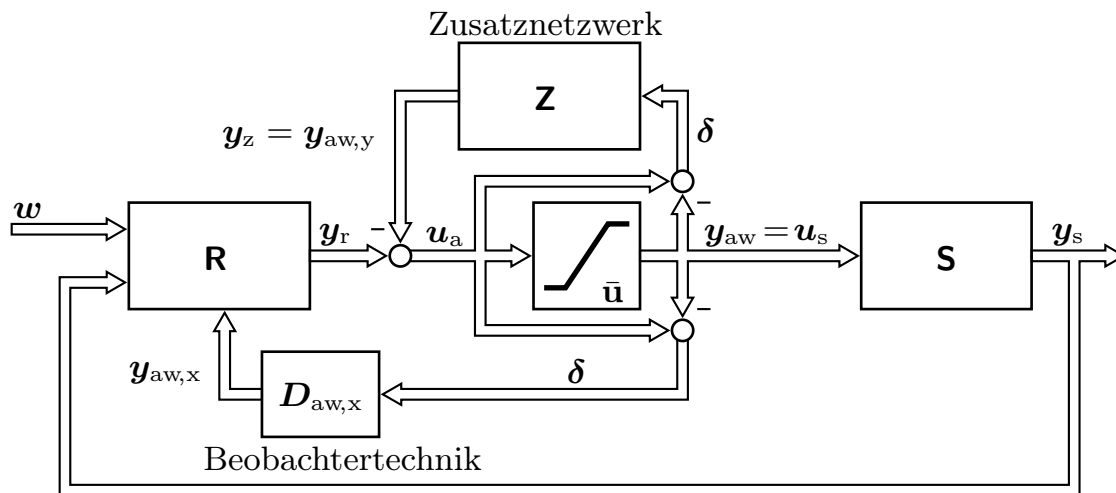 Zusatznetzwerk
Z
y_z = y_aw,y
δ
w
R
y_r
–
u_a
ū
–
y_aw = u_s
S
y_s
–
y_aw,x
D_aw,x
δ
Beobachtertechnik